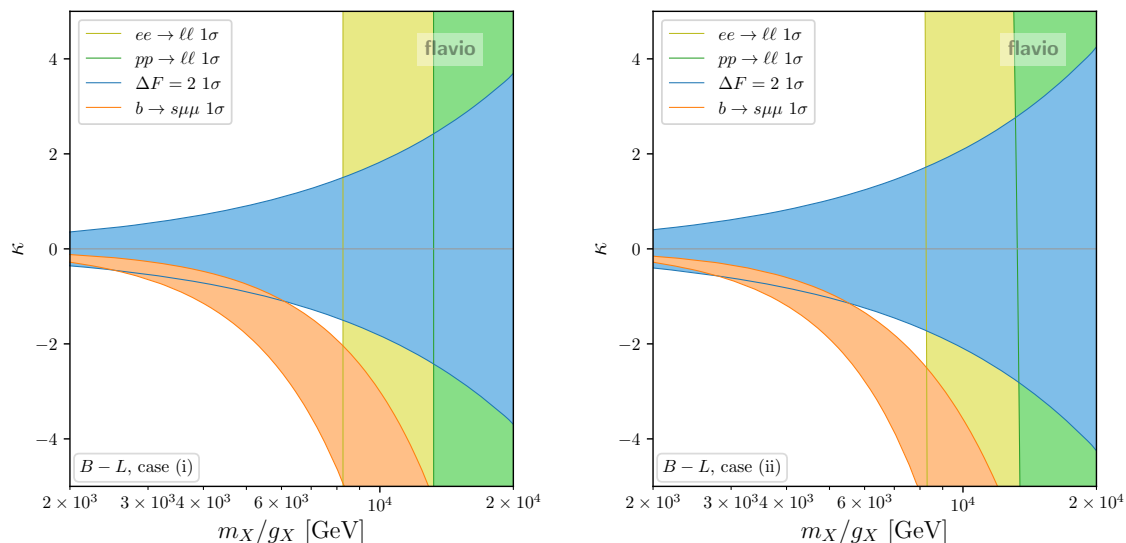 ee → ℓℓ 1σ
pp → ℓℓ 1σ
ΔF = 2 1σ
b → sμμ 1σ
flavio
4
2
0
−2
−4
κ
B − L, case (i)
2 × 10³ 3 × 10³ 4 × 10³ 6 × 10³ 10⁴ 2 × 10⁴
m_X/g_X [GeV]
ee → ℓℓ 1σ
pp → ℓℓ 1σ
ΔF = 2 1σ
b → sμμ 1σ
flavio
4
2
0
−2
−4
κ
B − L, case (ii)
2 × 10³ 3 × 10³ 4 × 10³ 6 × 10³ 10⁴ 2 × 10⁴
m_X/g_X [GeV]